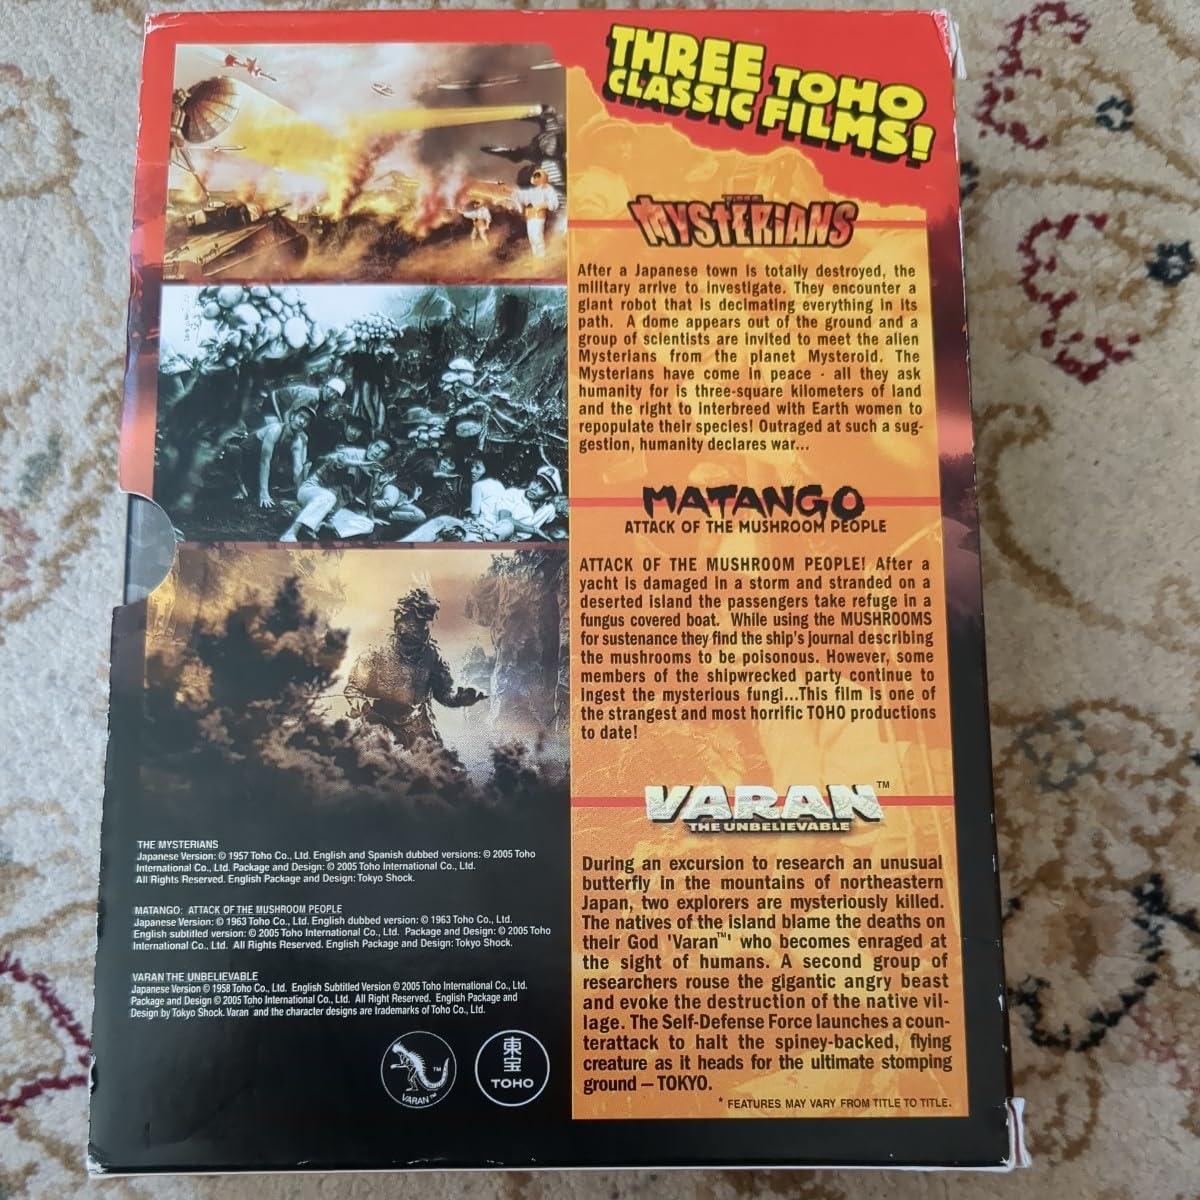 THREE TOHO
CLASSIC FILMS!
THE
MYSTERIANS
After a Japanese town is totally destroyed, the
military arrive to investigate. They encounter a
giant robot that is decimating everything in its
path. A dome appears out of the ground and a
group of scientists are invited to meet the alien
Mysterians from the planet Mysteroid. The
Mysterians have come in peace - all they ask
humanity for is three-square kilometers of land
and the right to interbreed with Earth women to
repopulate their species! Outraged at such a sug-
gestion, humanity declares war...
MATANGO
ATTACK OF THE MUSHROOM PEOPLE
ATTACK OF THE MUSHROOM PEOPLE! After a
yacht is damaged in a storm and stranded on a
deserted island the passengers take refuge in a
fungus covered boat. While using the MUSHROOMS
for sustenance they find the ship's journal describing
the mushrooms to be poisonous. However, some
members of the shipwrecked party continue to
ingest the mysterious fungi...This film is one of
the strangest and most horrific TOHO productions
to date!
VARAN™
THE UNBELIEVABLE
During an excursion to research an unusual
butterfly in the mountains of northeastern
Japan, two explorers are mysteriously killed.
The natives of the island blame the deaths on
their God 'Varan™' who becomes enraged at
the sight of humans. A second group of
researchers rouse the gigantic angry beast
and evoke the destruction of the native vil-
lage. The Self-Defense Force launches a coun-
terattack to halt the spiney-backed, flying
creature as it heads for the ultimate stomping
ground — TOKYO.
* FEATURES MAY VARY FROM TITLE TO TITLE.
THE MYSTERIANS
Japanese Version: © 1957 Toho Co., Ltd. English and Spanish dubbed versions: © 2005 Toho
International Co., Ltd. Package and Design: © 2005 Toho International Co., Ltd.
All Rights Reserved. English Package and Design: Tokyo Shock.
MATANGO: ATTACK OF THE MUSHROOM PEOPLE
Japanese Version: © 1963 Toho Co., Ltd. English dubbed version: © 1963 Toho Co., Ltd.
English subtitled version: © 2005 Toho International Co., Ltd. Package and Design: © 2005 Toho
International Co., Ltd. All Rights Reserved. English Package and Design: Tokyo Shock.
VARAN THE UNBELIEVABLE
Japanese Version © 1958 Toho Co., Ltd. English Subtitled Version © 2005 Toho International Co., Ltd.
Package and Design © 2005 Toho International Co., Ltd. All Right Reserved. English Package and
Design by Tokyo Shock. Varan and the character designs are trademarks of Toho Co., Ltd.
TM
VARAN™
東宝
TOHO